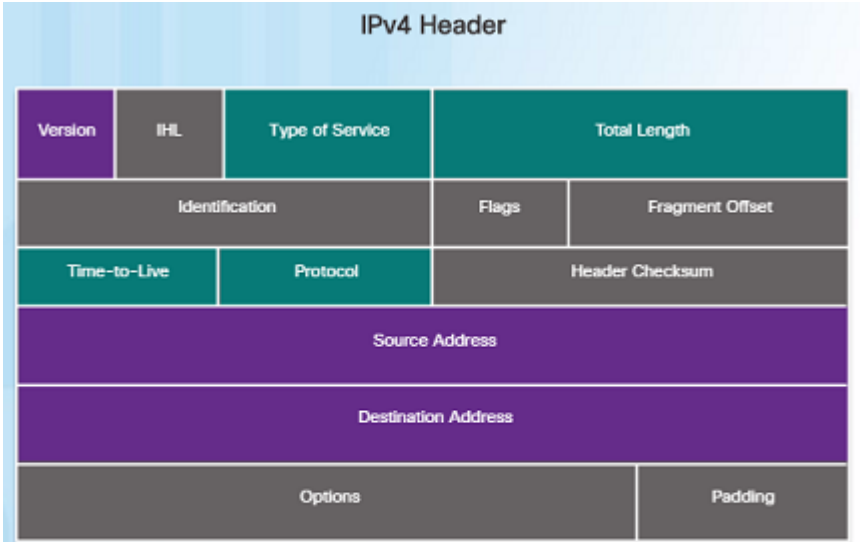 IPv4 Header
Version IHL Type of Service Total Length
Identification Flags Fragment Offset
Time-to-Live Protocol Header Checksum
Source Address
Destination Address
Options Padding